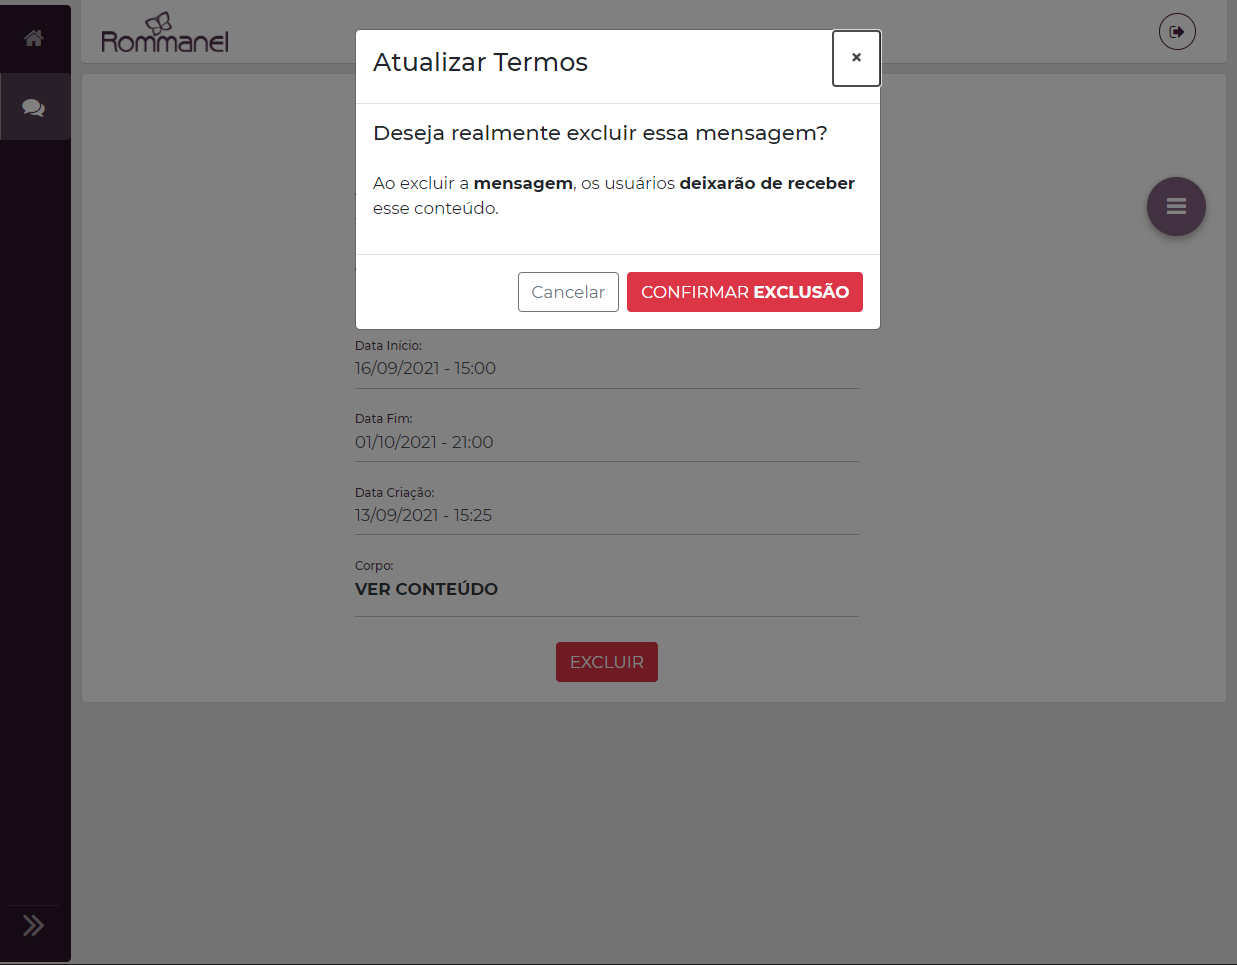 Rommanel
Atualizar Termos
×
Deseja realmente excluir essa mensagem?
Ao excluir a mensagem, os usuários deixarão de receber
esse conteúdo.
Cancelar
CONFIRMAR EXCLUSÃO
Data Início:
16/09/2021 - 15:00
Data Fim:
01/10/2021 - 21:00
Data Criação:
13/09/2021 - 15:25
Corpo:
VER CONTEÚDO
EXCLUIR